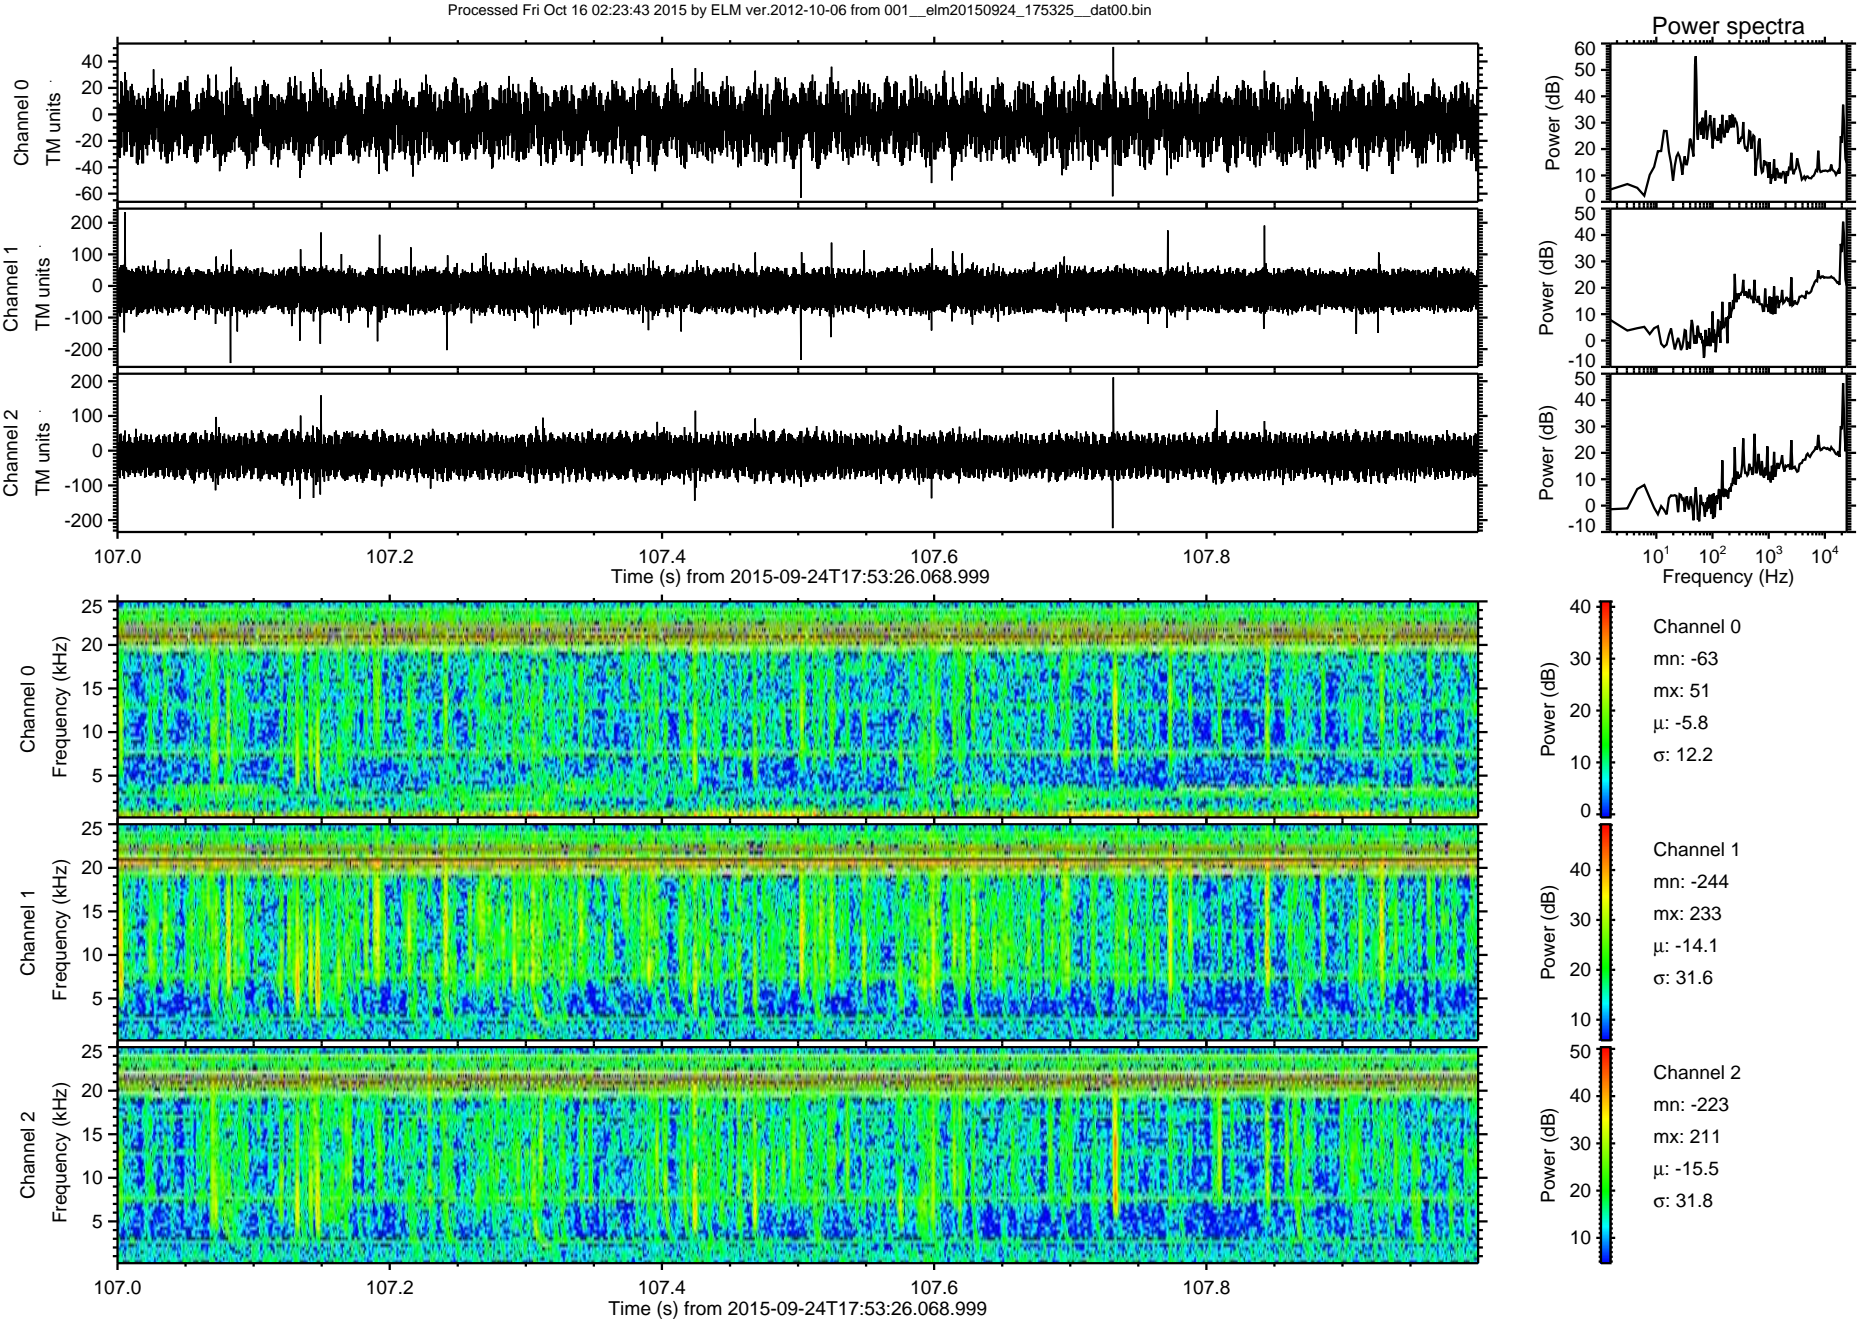 Processed Fri Oct 16 02:23:43 2015 by ELM ver.2012-10-06 from 001__elm20150924_175325__dat00.bin
Power spectra
Channel 0
TM units
40
20
0
-20
-40
-60
Power (dB)
60
50
40
30
20
10
0
Channel 1
TM units
200
100
0
-100
-200
Power (dB)
50
40
30
20
10
0
-10
Channel 2
TM units
200
100
0
-100
-200
Power (dB)
50
40
30
20
10
0
-10
107.0 107.2 107.4 107.6 107.8
Time (s) from 2015-09-24T17:53:26.068.999
10¹ 10² 10³ 10⁴
Frequency (Hz)
Channel 0
Frequency (kHz)
25
20
15
10
5
Power (dB)
40
30
20
10
0
Channel 0
mn: -63
mx: 51
μ: -5.8
σ: 12.2
Channel 1
Frequency (kHz)
25
20
15
10
5
Power (dB)
40
30
20
10
Channel 1
mn: -244
mx: 233
μ: -14.1
σ: 31.6
Channel 2
Frequency (kHz)
25
20
15
10
5
Power (dB)
50
40
30
20
10
Channel 2
mn: -223
mx: 211
μ: -15.5
σ: 31.8
107.0 107.2 107.4 107.6 107.8
Time (s) from 2015-09-24T17:53:26.068.999